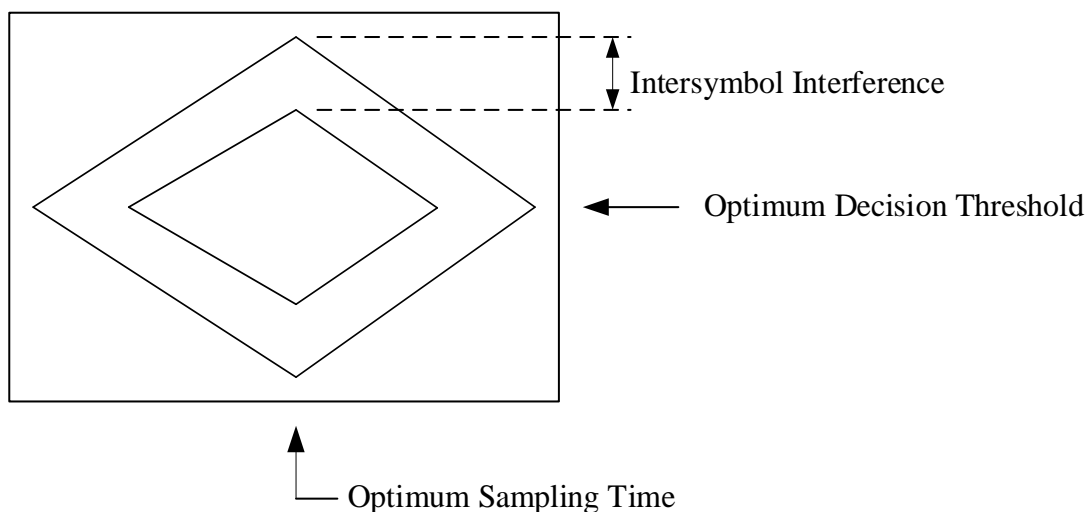 Intersymbol Interference
Optimum Decision Threshold
Optimum Sampling Time